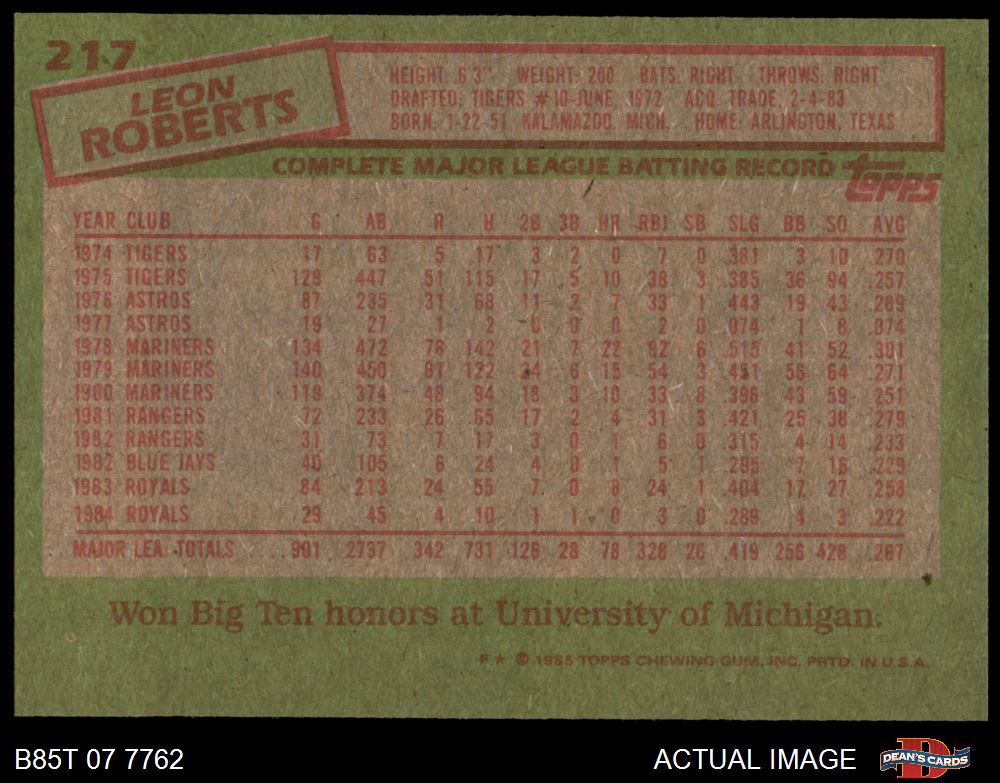 217
LEON
ROBERTS
HEIGHT: 6'3" WEIGHT: 200 BATS: RIGHT THROWS: RIGHT
DRAFTED: TIGERS #10-JUNE, 1972 ACQ. TRADE, 2-4-83
BORN: 1-22-51 KALAMAZOO, MICH. HOME: ARLINGTON, TEXAS
COMPLETE MAJOR LEAGUE BATTING RECORD
topps
YEAR CLUB G AB R H 2B 3B HR RBI SB SLG BB SO AVG
1974 TIGERS 17 63 5 17 3 2 0 7 0 .381 3 10 .270
1975 TIGERS 129 447 51 115 17 5 10 38 3 .385 36 94 .257
1976 ASTROS 87 235 31 68 11 2 7 33 1 .443 19 43 .289
1977 ASTROS 19 27 1 2 0 0 0 2 0 .074 1 8 .074
1978 MARINERS 134 472 78 142 21 7 22 92 6 .515 41 52 .301
1979 MARINERS 140 450 61 122 24 6 15 54 3 .451 56 64 .271
1980 MARINERS 119 374 48 94 18 3 10 33 8 .396 43 59 .251
1981 RANGERS 72 233 26 65 17 2 4 31 3 .421 25 38 .279
1982 RANGERS 31 73 7 17 3 0 1 6 0 .315 4 14 .233
1982 BLUE JAYS 40 105 6 24 4 0 1 5 1 .295 7 16 .229
1983 ROYALS 84 213 24 55 7 0 8 24 1 .404 17 27 .258
1984 ROYALS 29 45 4 10 1 1 0 3 0 .289 4 3 .222
MAJOR LEA. TOTALS 901 2737 342 731 126 28 78 328 26 .419 256 428 .267
Won Big Ten honors at University of Michigan.
F★ © 1985 TOPPS CHEWING GUM, INC. PRTD. IN U.S.A.
B85T 07 7762 ACTUAL IMAGE DEAN'S CARDS